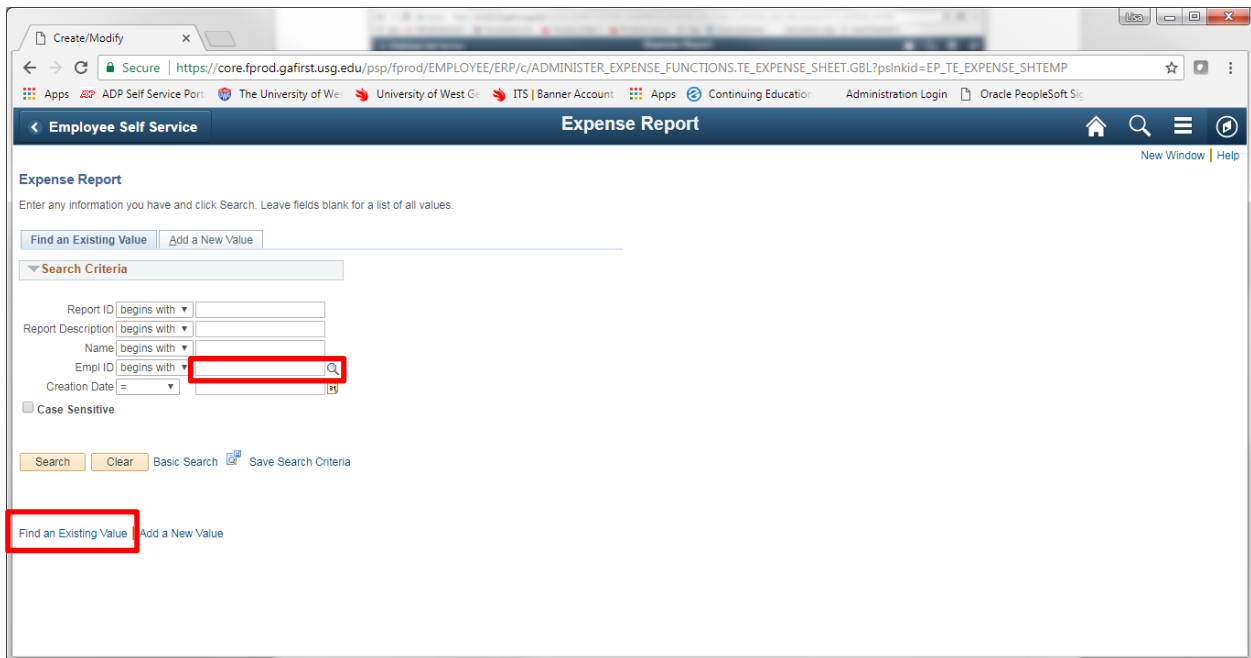 Lisa
Create/Modify
Secure https://core.fprod.gafirst.usg.edu/psp/fprod/EMPLOYEE/ERP/c/ADMINISTER_EXPENSE_FUNCTIONS.TE_EXPENSE_SHEET.GBL?pslnkid=EP_TE_EXPENSE_SHTEMP
Apps ADP Self Service Port The University of We University of West Ge ITS | Banner Account Apps Continuing Education Administration Login Oracle PeopleSoft Sig
Employee Self Service Expense Report
New Window | Help
Expense Report
Enter any information you have and click Search. Leave fields blank for a list of all values.
Find an Existing Value Add a New Value
Search Criteria
Report ID begins with
Report Description begins with
Name begins with
Empl ID begins with
Creation Date = 31
Case Sensitive
Search Clear Basic Search Save Search Criteria
Find an Existing Value | Add a New Value